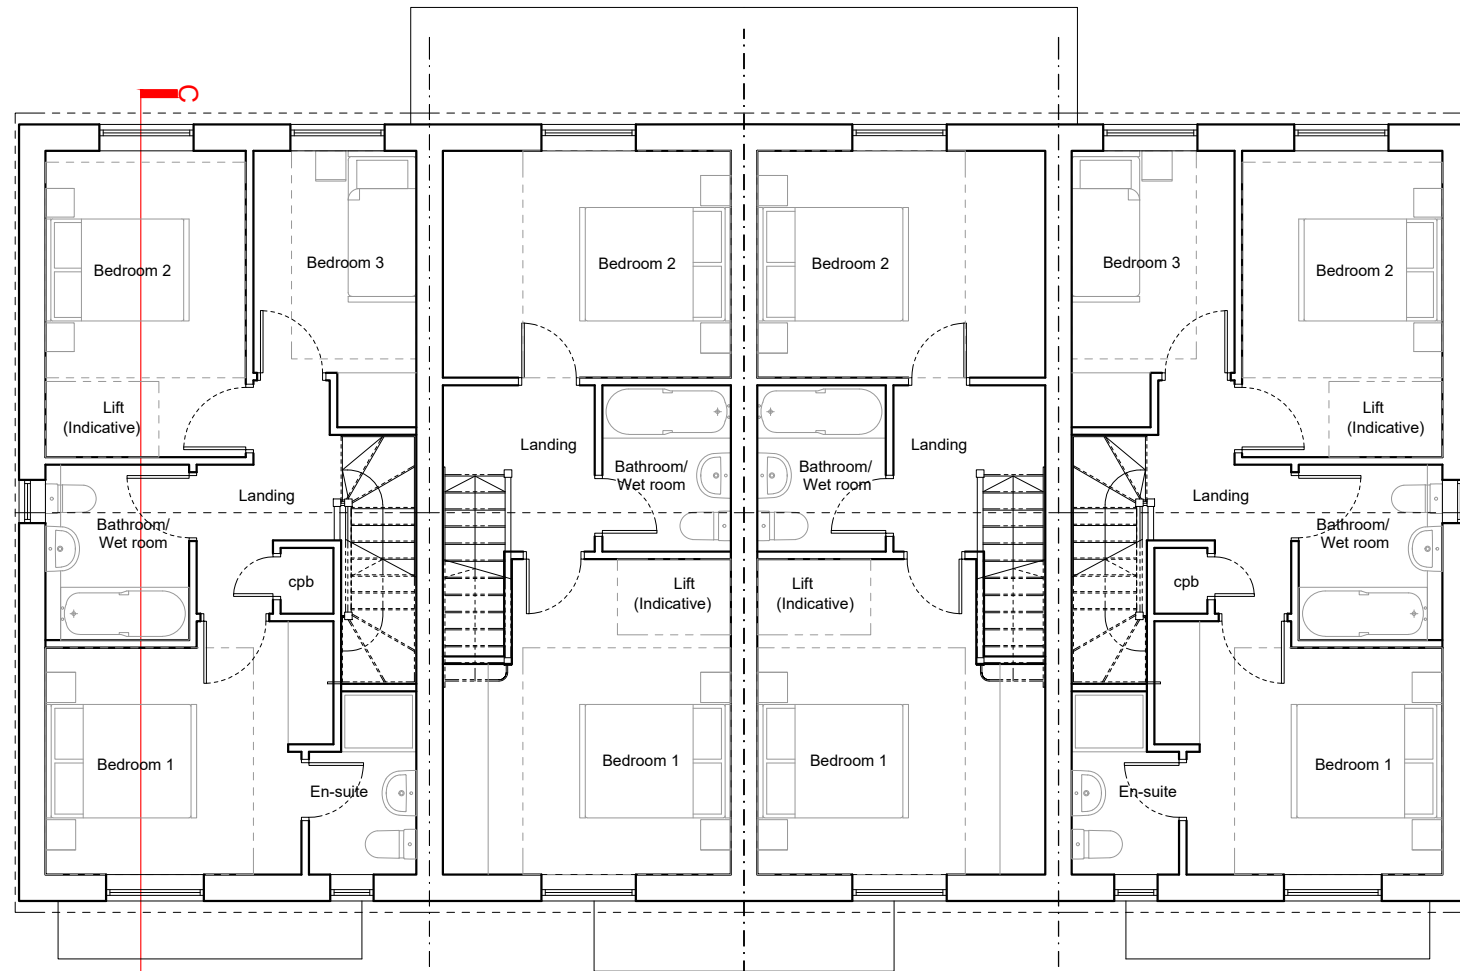 C
Bedroom 2
Bedroom 3
Bedroom 2
Bedroom 2
Bedroom 3
Bedroom 2
Lift
(Indicative)
Landing
Bathroom/
Wet room
Landing
Bathroom/
Wet room
Bathroom/
Wet room
Landing
Landing
Lift
(Indicative)
Bathroom/
Wet room
cpb
Lift
(Indicative)
Lift
(Indicative)
cpb
Bedroom 1
En-suite
Bedroom 1
Bedroom 1
En-suite
Bedroom 1